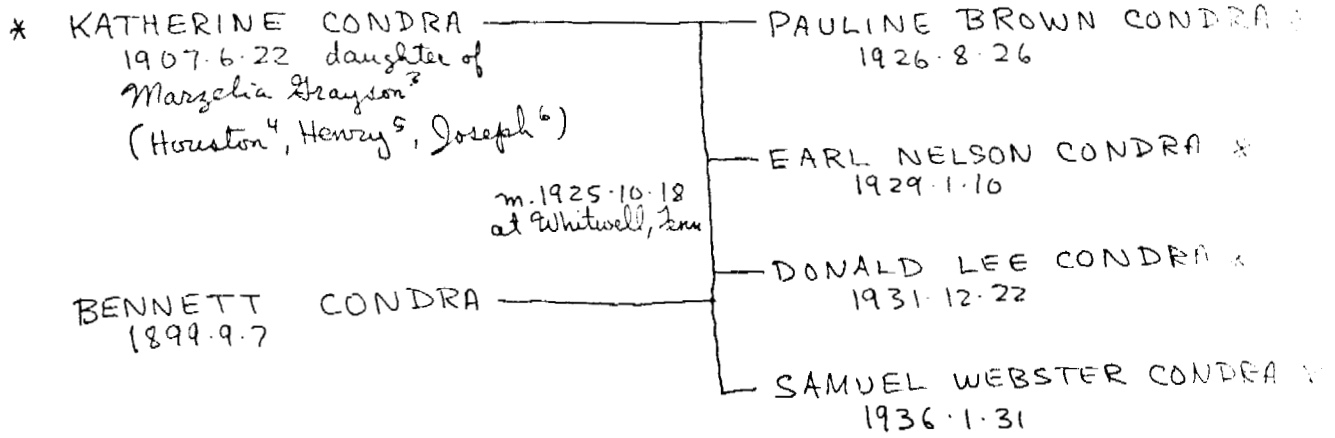 * KATHERINE CONDRA
1907.6.22 daughter of
Marzelia Grayson³
(Houston⁴, Henry⁵, Joseph⁶)
m. 1925.10.18
at Whitwell, Tenn
BENNETT CONDRA
1899.9.7
PAULINE BROWN CONDRA *
1926.8.26
EARL NELSON CONDRA *
1929.1.10
DONALD LEE CONDRA *
1931.12.22
SAMUEL WEBSTER CONDRA *
1936.1.31